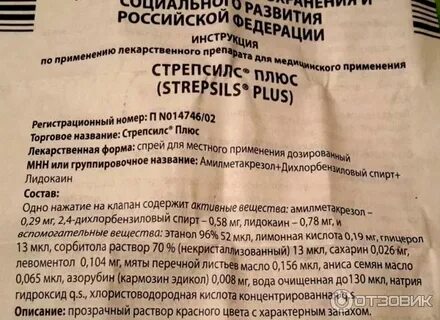 ОХРАНЕНИЯ И
СОЦИАЛЬНОГО РАЗВИТИЯ
РОССИЙСКОЙ ФЕДЕРАЦИИ
ИНСТРУКЦИЯ
по применению лекарственного препарата для медицинского применения
СТРЕПСИЛС® ПЛЮС
(STREPSILS® PLUS)
Регистрационный номер: П N014746/02
Торговое название: Стрепсилс® Плюс
Лекарственная форма: спрей для местного применения дозированный
МНН или группировочное название: Амилметакрезол+Дихлорбензиловый спирт+
Лидокаин
Состав:
Одно нажатие на клапан содержит активные вещества: амилметакрезол –
0,29 мг, 2,4-дихлорбензиловый спирт – 0,58 мг, лидокаин – 0,78 мг, и
вспомогательные вещества: этанол 96% 52 мкл, лимонная кислота 0,19 мг, глицерол
13 мкл, сорбитола раствор 70 % (некристаллизованный) 13 мкл, сахарин 0,026 мг,
левоментол 0,104 мг, мяты перечной листьев масло 0,156 мкл, аниса семян масло
0,065 мкл, азорубин (кармозин эдикол) 0,008 мг, вода очищенная до130 мкл, натрия
гидроксид q.s., хлористоводородная кислота концентрированная q.s.
Описание: прозрачный раствор красного цвета с характерным запахом.
ОТЗОВИК